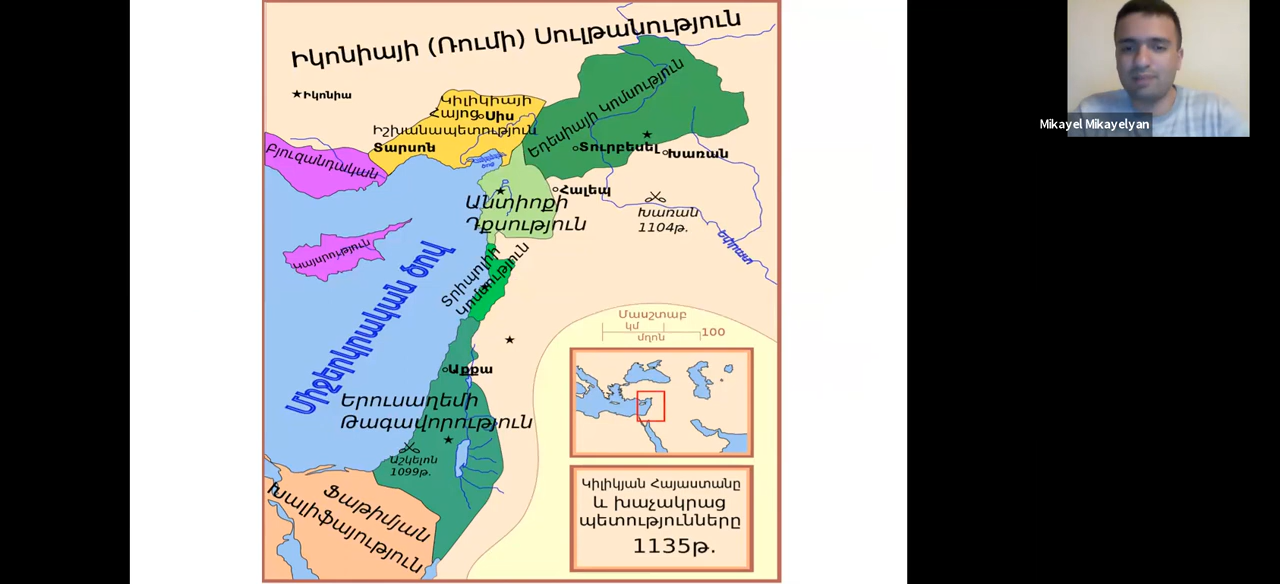 Իկոնիայի (Ռումի) Սուլթանություն
Իկոնիա
Կիլիկիայի
Հայոց
Սիս
Իշխանապետություն
Տարսոն
Եդեսիայի Կոմսություն
Տուրբեսել
Խառան
Բյուզանդական
Կայսրություն
Հալեպ
Անտիոքի
Դքսություն
Խառան
1104թ.
Եփրատ
Տրիպոլիի
Կոմսություն
Միջերկրական ծով
Մասշտաբ
կմ
100
մղոն
Աքքա
Երուսաղեմի
Թագավորություն
Աշկելոն
1099թ.
Ֆաթիմյան
Խալիֆայություն
Կիլիկյան Հայաստանը
և խաչակրաց
պետությունները
1135թ.
Mikayel Mikayelyan